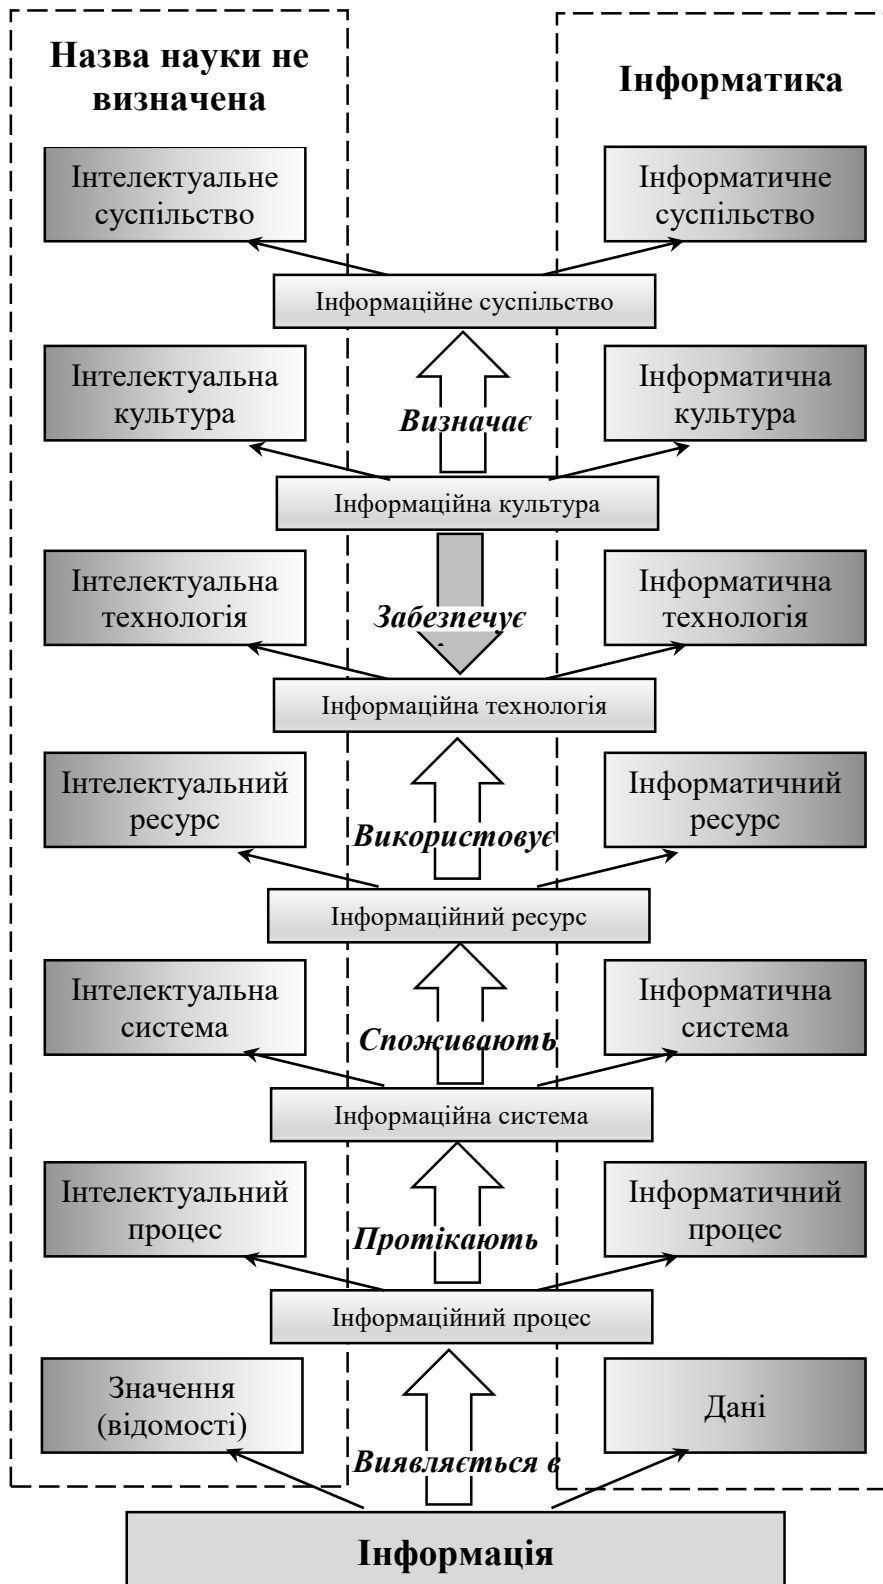 Назва науки не
визначена
Інформатика
Інтелектуальне
суспільство
Інформатичне
суспільство
Інформаційне суспільство
Інтелектуальна
культура
Визначає
Інформатична
культура
Інформаційна культура
Інтелектуальна
технологія
Забезпечує
Інформатична
технологія
Інформаційна технологія
Інтелектуальний
ресурс
Використовує
Інформатичний
ресурс
Інформаційний ресурс
Інтелектуальна
система
Споживають
Інформатична
система
Інформаційна система
Інтелектуальний
процес
Протікають
Інформатичний
процес
Інформаційний процес
Значення
(відомості)
Дані
Виявляється в
Інформація